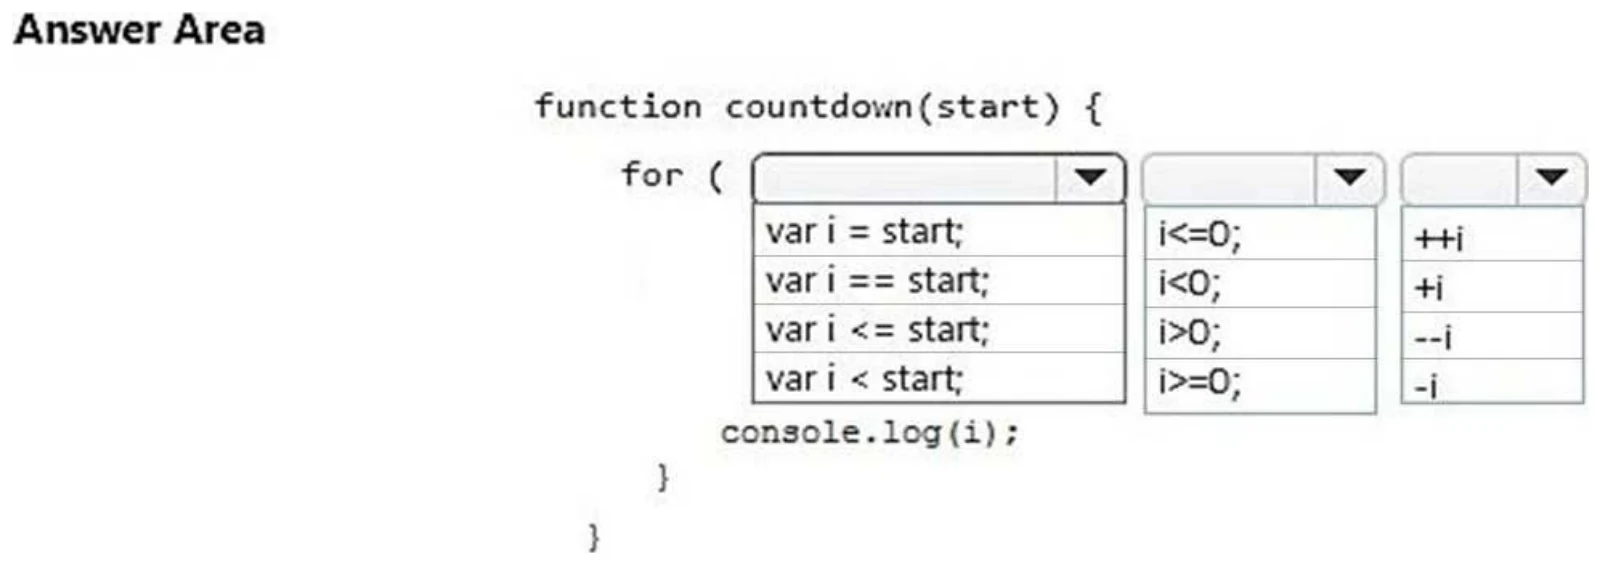 Answer Area
function countdown(start) {
for (
var i = start;
var i == start;
var i <= start;
var i < start;
i<=0;
i<0;
i>0;
i>=0;
++i
+i
--i
-i
console.log(i);
}
}